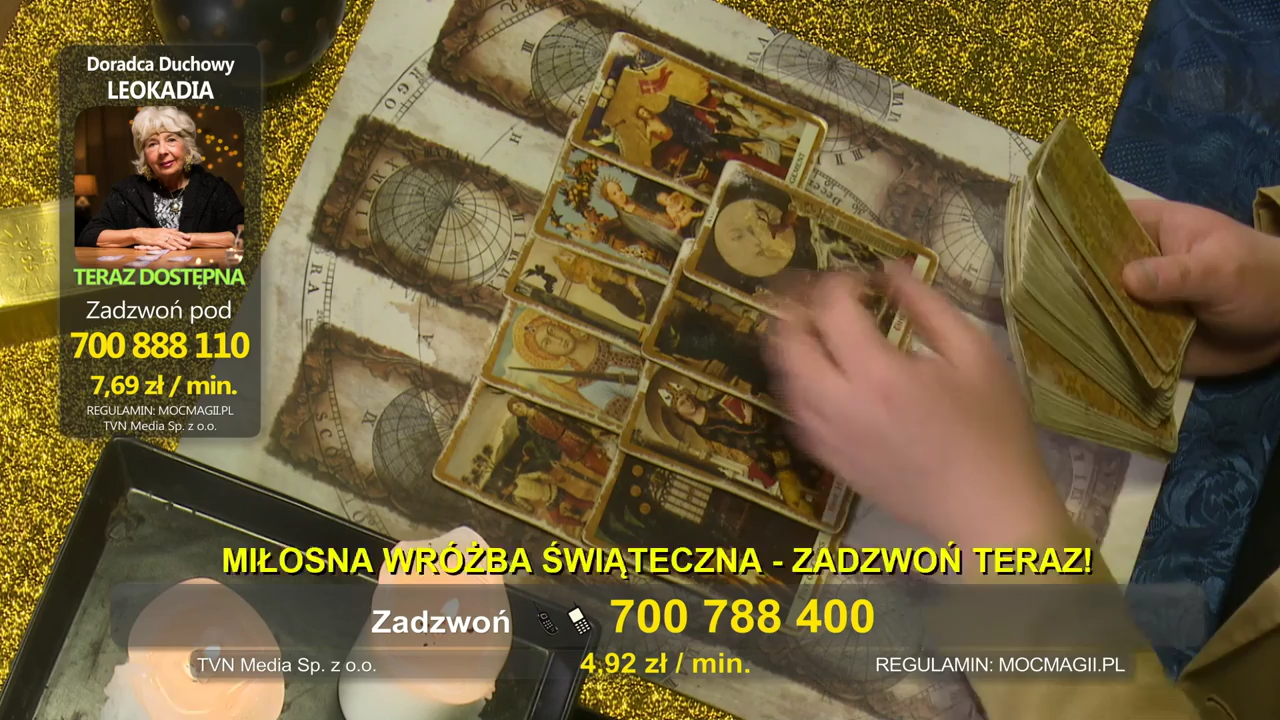 Doradca Duchowy
LEOKADIA
TERAZ DOSTĘPNA
Zadzwoń pod
700 888 110
7,69 zł / min.
REGULAMIN: MOCMAGII.PL
TVN Media Sp. z o.o.
MIŁOSNA WRÓŻBA ŚWIĄTECZNA - ZADZWOŃ TERAZ!
Zadzwoń 700 788 400
TVN Media Sp. z o.o. 4,92 zł / min. REGULAMIN: MOCMAGII.PL